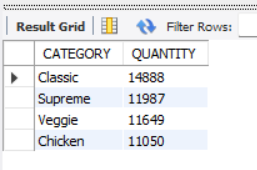 Result Grid Filter Rows:
CATEGORY QUANTITY
Classic 14888
Supreme 11987
Veggie 11649
Chicken 11050